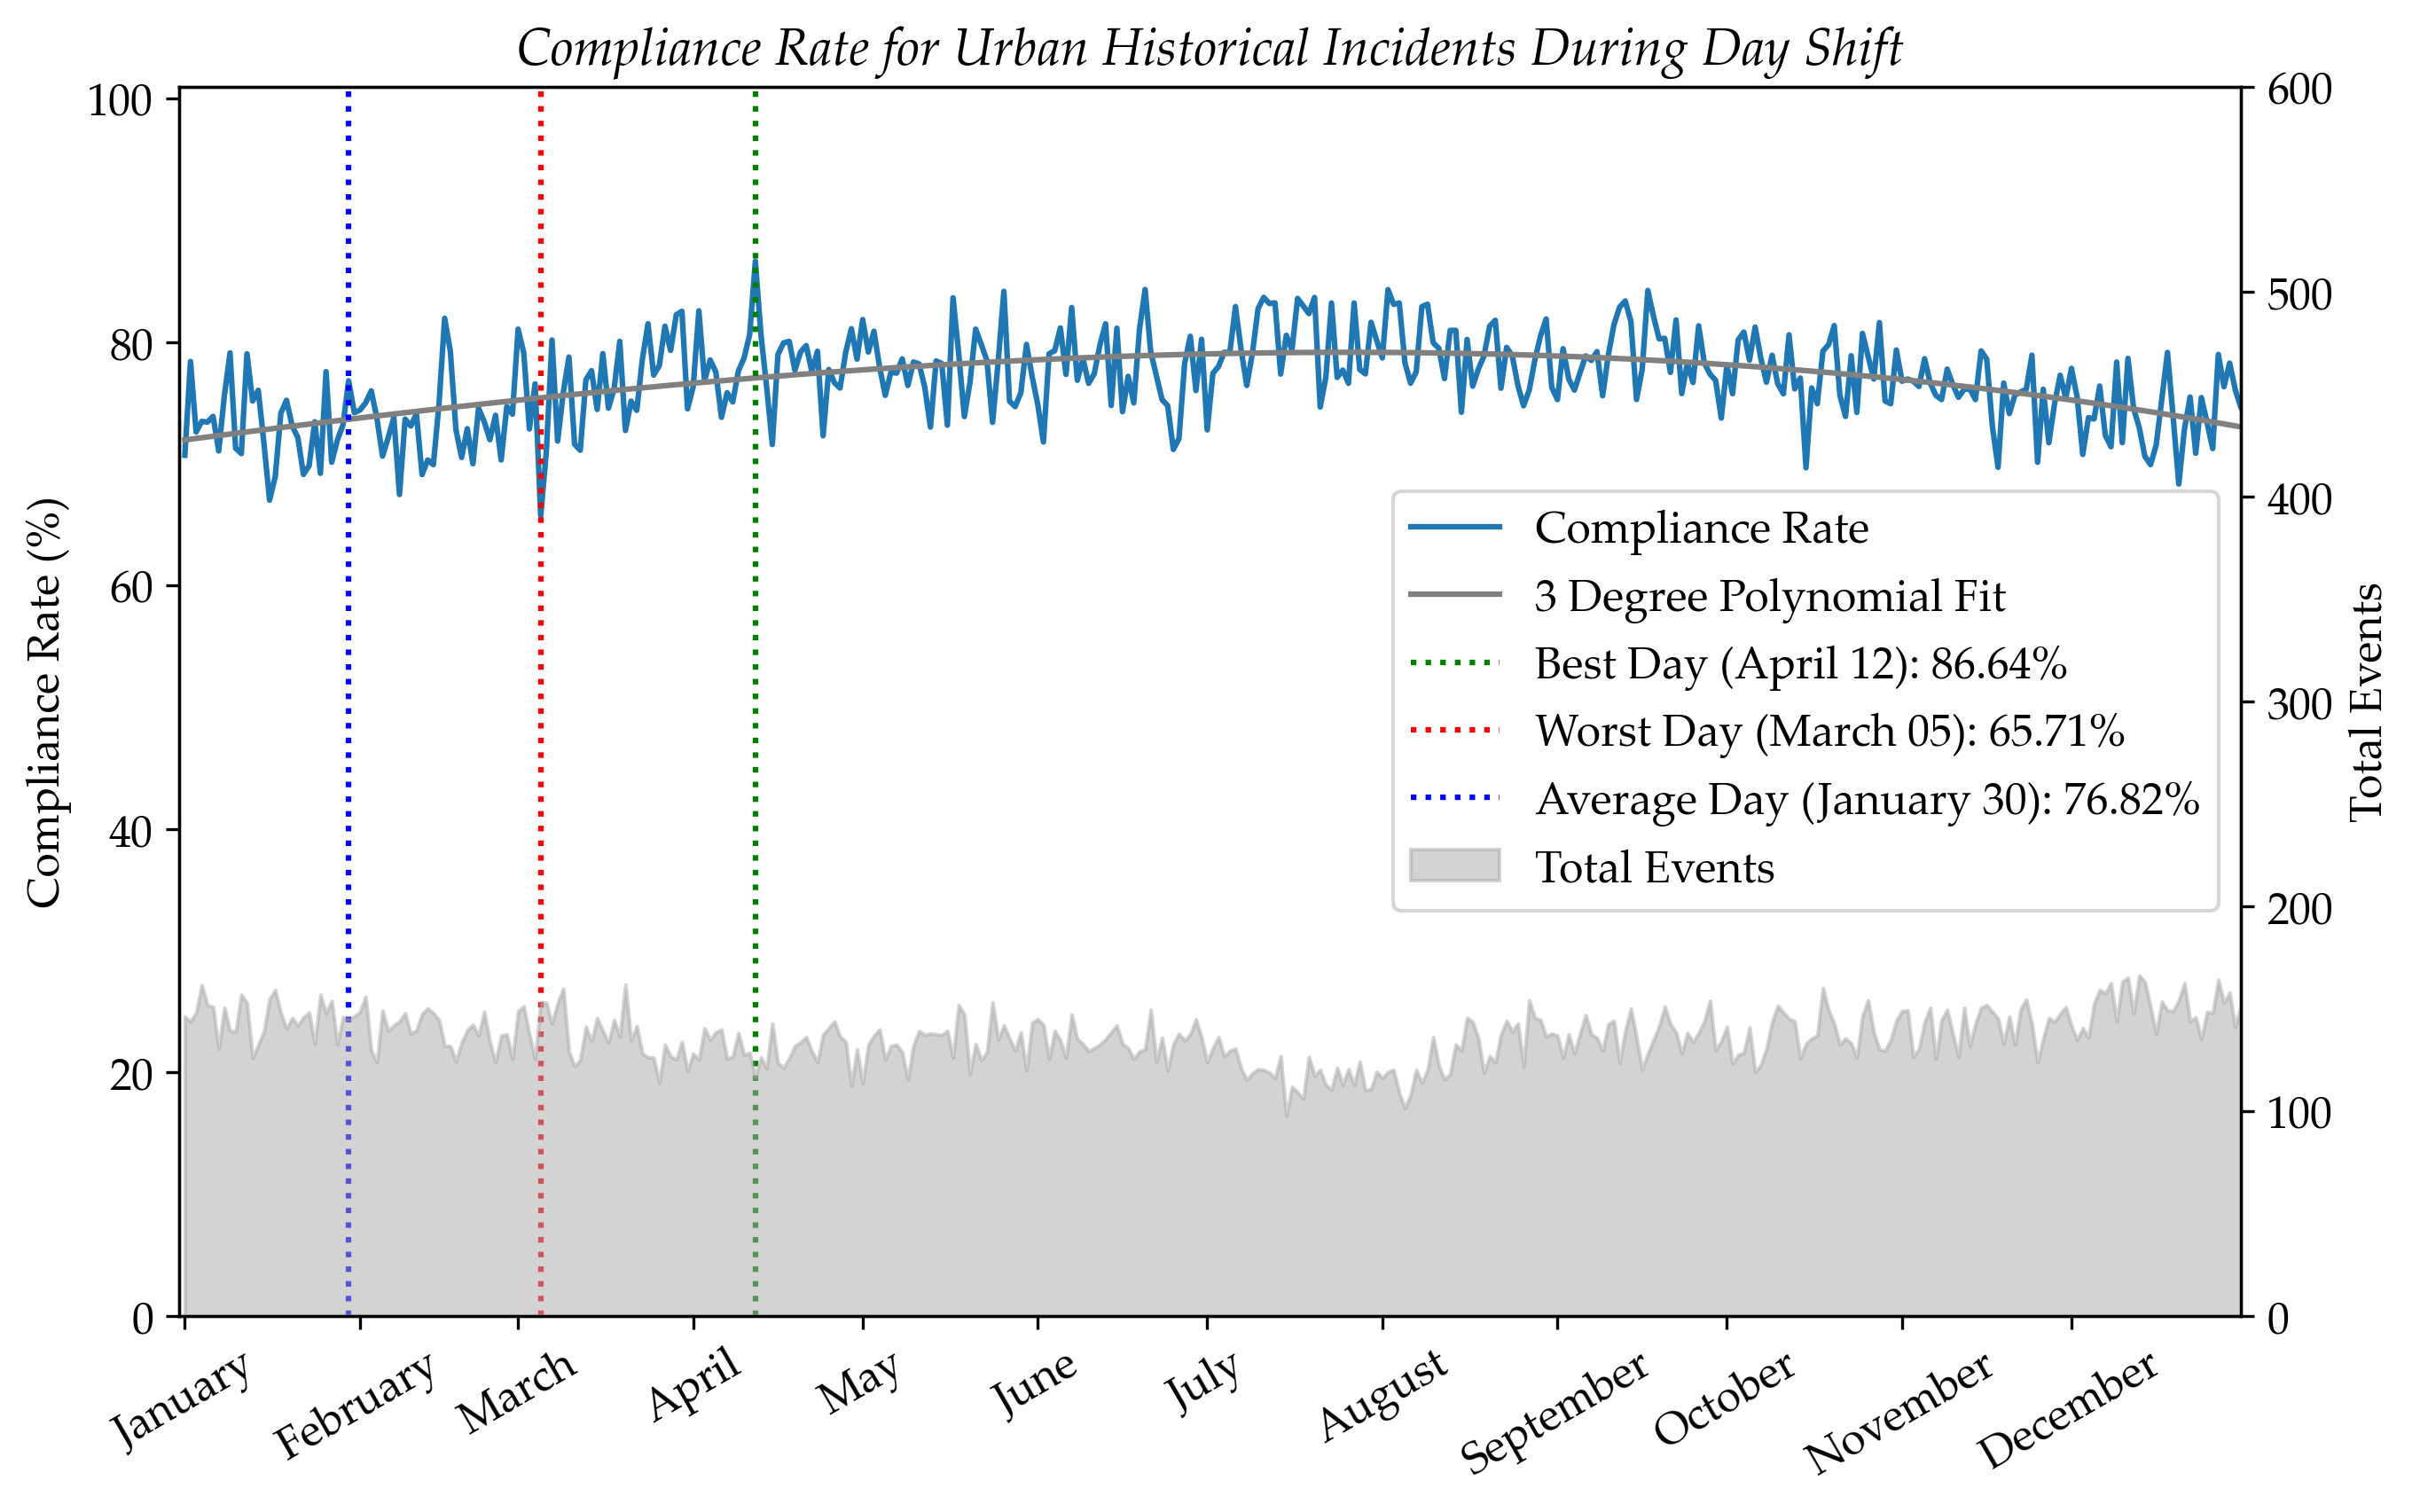 Compliance Rate for Urban Historical Incidents During Day Shift
100
80
60
40
20
0
Compliance Rate (%)
600
500
400
300
200
100
0
Total Events
Compliance Rate
3 Degree Polynomial Fit
Best Day (April 12): 86.64%
Worst Day (March 05): 65.71%
Average Day (January 30): 76.82%
Total Events
January
February
March
April
May
June
July
August
September
October
November
December